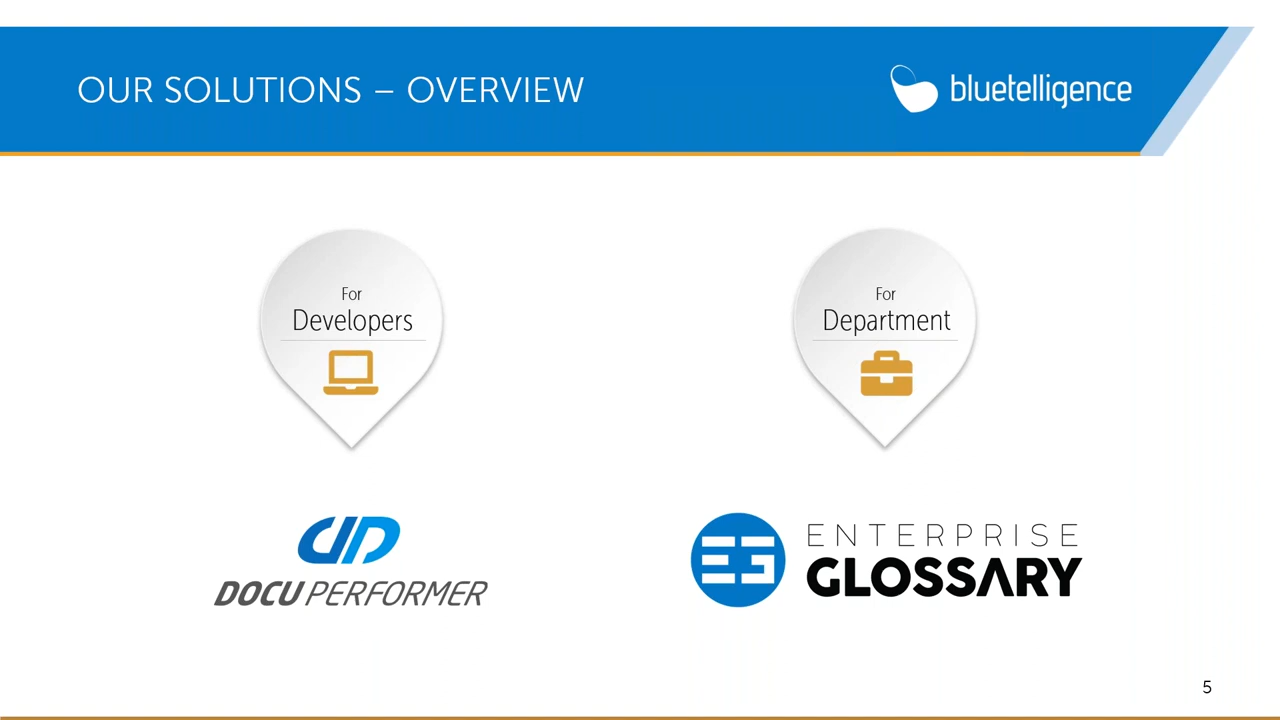 OUR SOLUTIONS – OVERVIEW
bluetelligence
For
Developers
For
Department
DOCU PERFORMER
ENTERPRISE
GLOSSARY
5